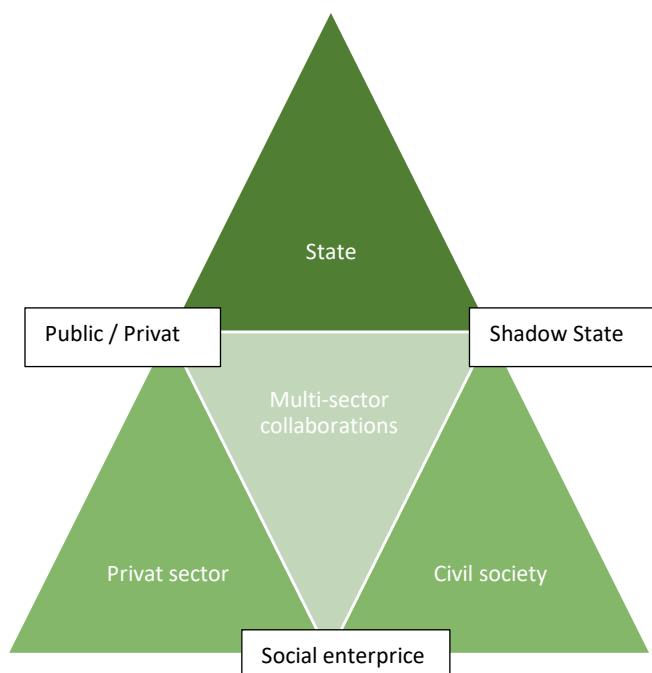 State
Public / Privat
Shadow State
Multi-sector
collaborations
Privat sector
Civil society
Social enterprice